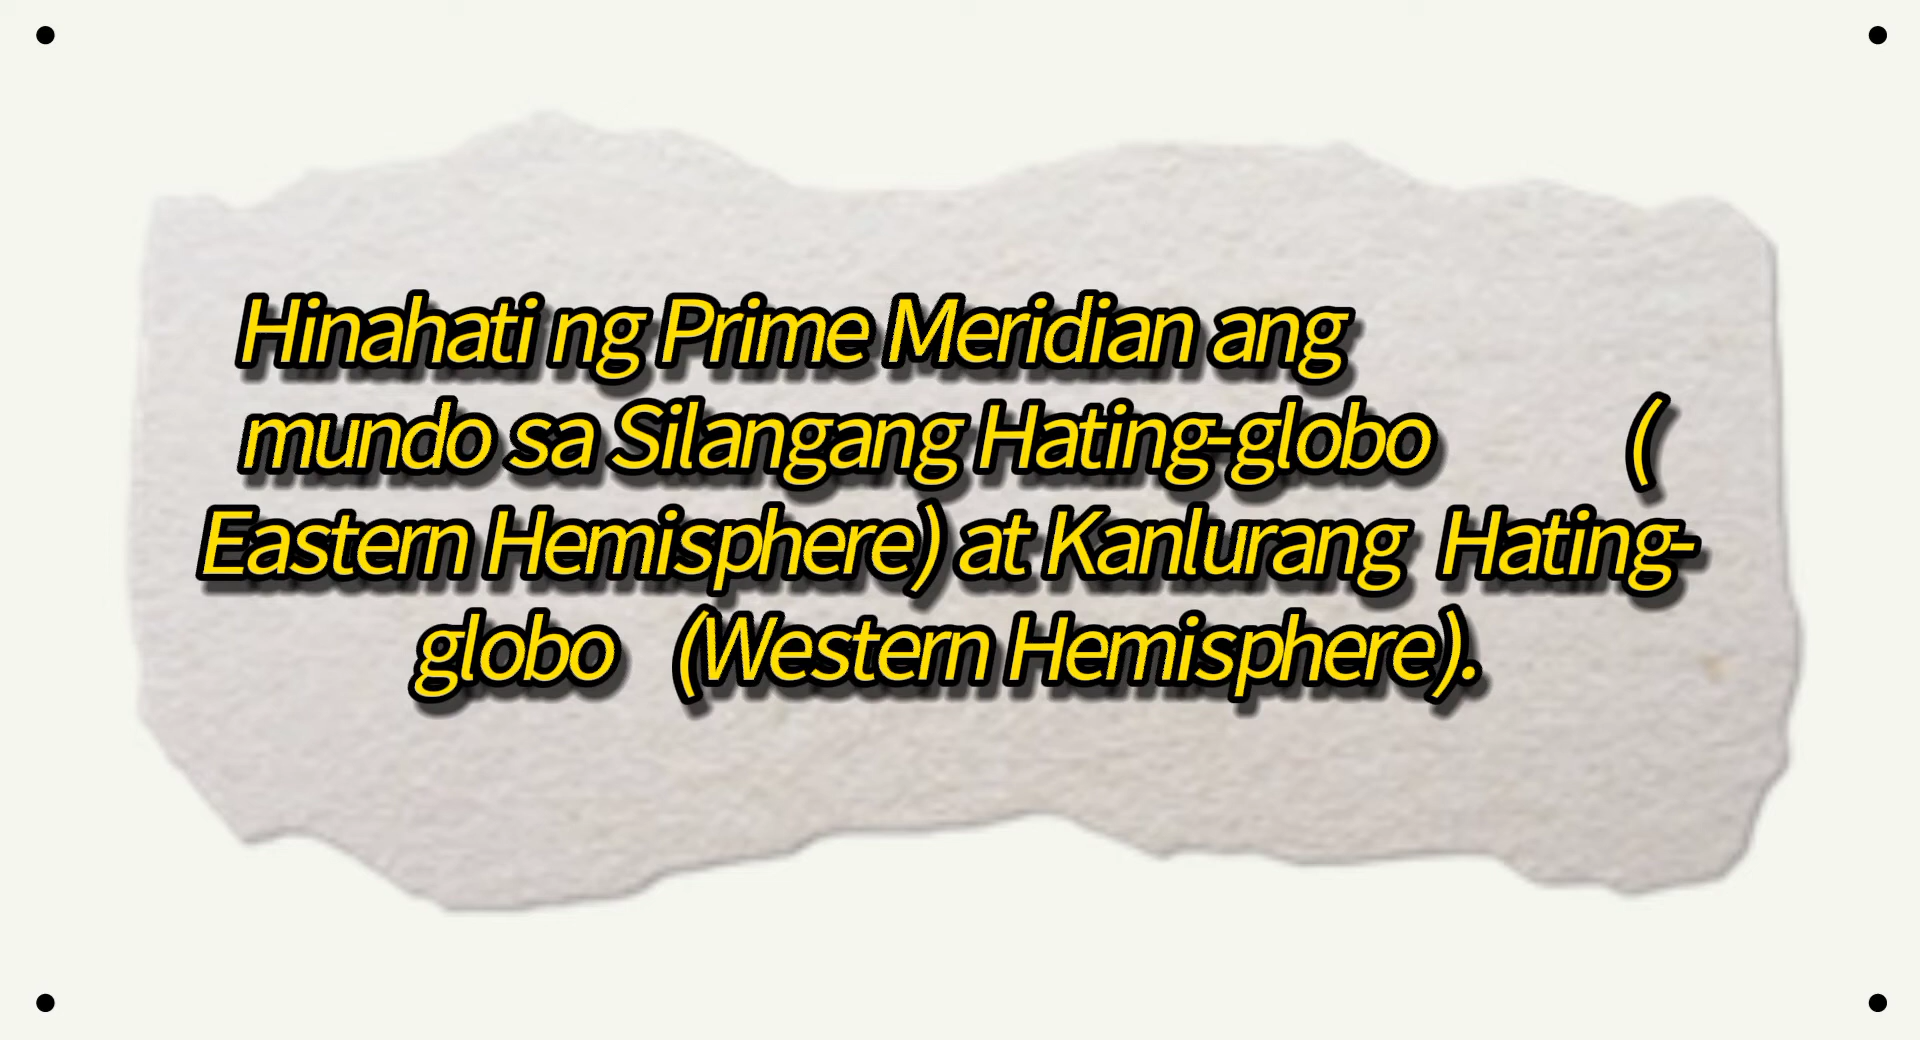 Hinahati ng Prime Meridian ang
mundo sa Silangang Hating-globo (
Eastern Hemisphere) at Kanlurang Hating-
globo (Western Hemisphere).